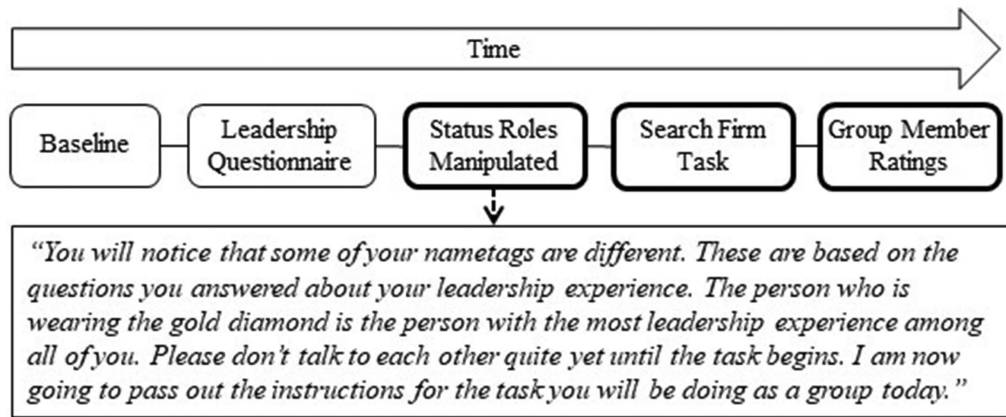 Time
Baseline
Leadership
Questionnaire
Status Roles
Manipulated
Search Firm
Task
Group Member
Ratings
“You will notice that some of your nametags are different. These are based on the
questions you answered about your leadership experience. The person who is
wearing the gold diamond is the person with the most leadership experience among
all of you. Please don’t talk to each other quite yet until the task begins. I am now
going to pass out the instructions for the task you will be doing as a group today.”